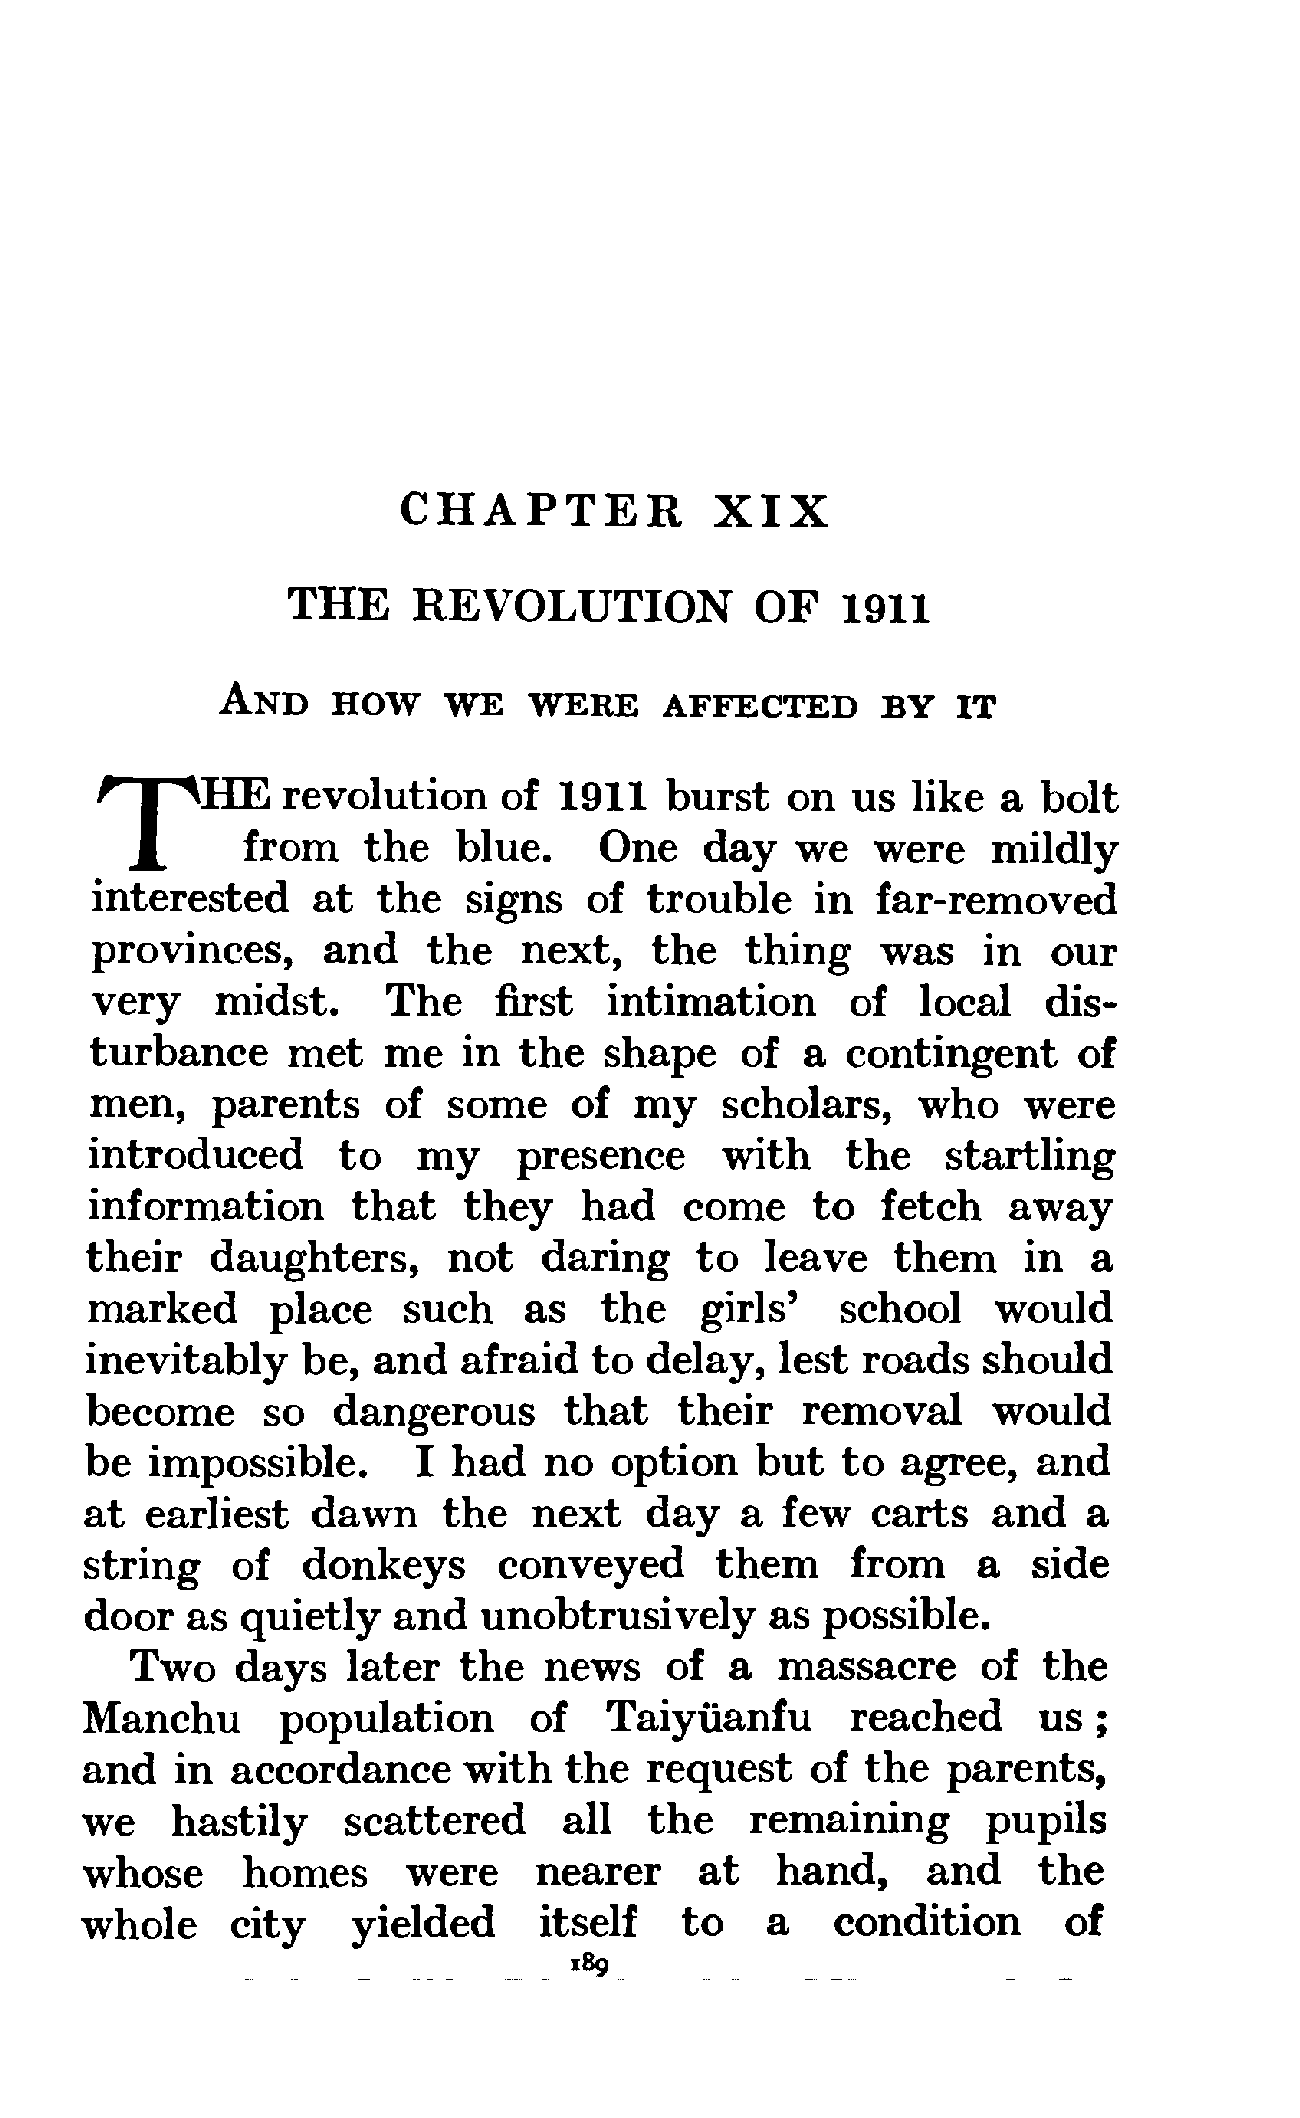 CHAPTER XIX
THE REVOLUTION OF 1911
AND HOW WE WERE AFFECTED BY IT
THE revolution of 1911 burst on us like a bolt
from the blue. One day we were mildly
interested at the signs of trouble in far-removed
provinces, and the next, the thing was in our
very midst. The first intimation of local dis-
turbance met me in the shape of a contingent of
men, parents of some of my scholars, who were
introduced to my presence with the startling
information that they had come to fetch away
their daughters, not daring to leave them in a
marked place such as the girls' school would
inevitably be, and afraid to delay, lest roads should
become so dangerous that their removal would
be impossible. I had no option but to agree, and
at earliest dawn the next day a few carts and a
string of donkeys conveyed them from a side
door as quietly and unobtrusively as possible.
Two days later the news of a massacre of the
Manchu population of Taiyüanfu reached us ;
and in accordance with the request of the parents,
we hastily scattered all the remaining pupils
whose homes were nearer at hand, and the
whole city yielded itself to a condition of
189